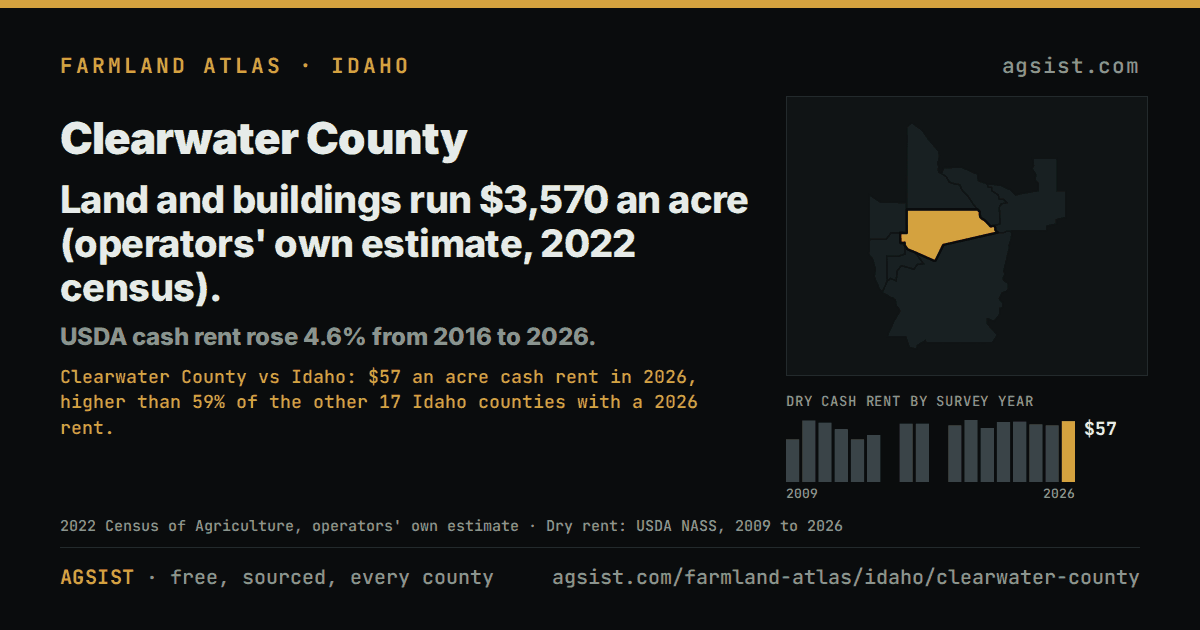 FARMLAND ATLAS · IDAHO
agsist.com
Clearwater County
Land and buildings run $3,570 an acre
(operators' own estimate, 2022
census).
USDA cash rent rose 4.6% from 2016 to 2026.
Clearwater County vs Idaho: $57 an acre cash rent in 2026,
higher than 59% of the other 17 Idaho counties with a 2026
rent.
DRY CASH RENT BY SURVEY YEAR
$57
2009 2026
2022 Census of Agriculture, operators' own estimate · Dry rent: USDA NASS, 2009 to 2026
AGSIST · free, sourced, every county
agsist.com/farmland-atlas/idaho/clearwater-county